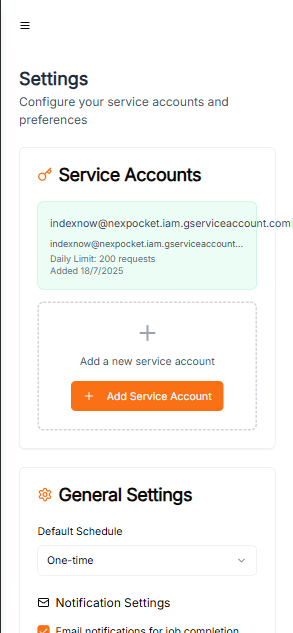 Settings
Configure your service accounts and
preferences
Service Accounts
indexnow@nexpocket.iam.gserviceaccount.com
indexnow@nexpocket.iam.gserviceaccount...
Daily Limit: 200 requests
Added 18/7/2025
Add a new service account
Add Service Account
General Settings
Default Schedule
One-time
Notification Settings
Email notifications for job completion